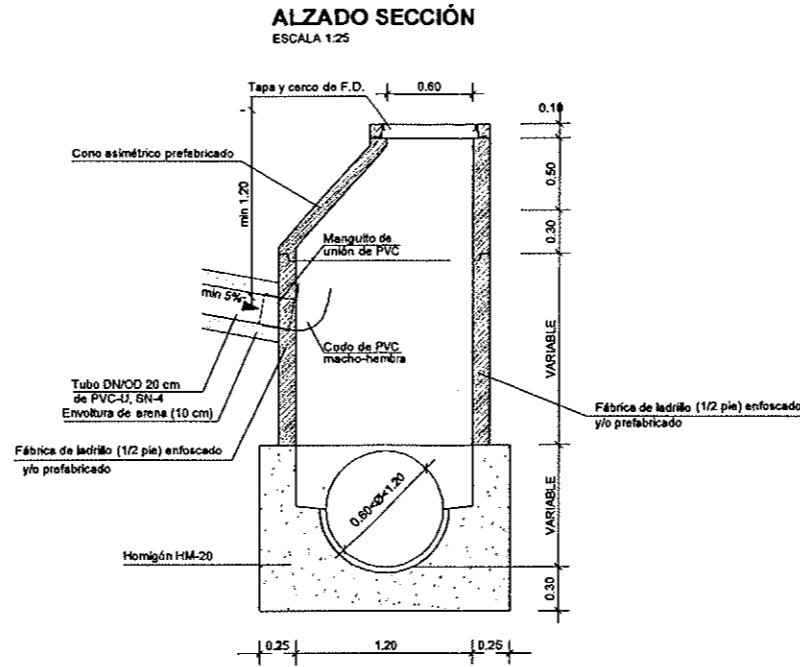 ALZADO SECCIÓN
ESCALA 1:25
Tapa y cerco de F.D.
0.60
0.10
Cono asimétrico prefabricado
min 1,20
0.50
0.30
Manguito de
unión de PVC
min 5%
Codo de PVC
macho-hembra
VARIABLE
Tubo DN/OD 20 cm
de PVC-U, SN-4
Envoltura de arena (10 cm)
Fábrica de ladrillo (1/2 pie) enfoscado
y/o prefabricado
Fábrica de ladrillo (1/2 pie) enfoscado
y/o prefabricado
0.60<Ø<1.20
VARIABLE
Homigón HM-20
0.30
0.25
1.20
0.25